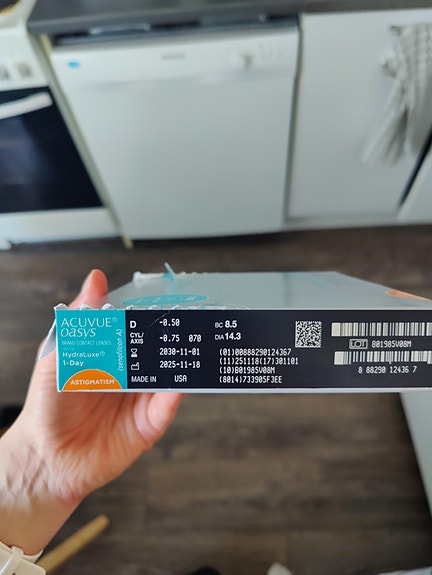 ACUVUE®
OASYS
BRAND CONTACT LENSES
WITH
HydraLuxe®
1-Day
(senofilcon A)
ASTIGMATISM
D -0.50
CYL/
AXIS -0.75 070
2030-11-01
2025-11-18
MADE IN USA
BC 8.5
DIA 14.3
(01)00888290124367
(11)251118(17)301101
(10)B01985V08M
(8014)733905F3EE
LOT B01985V08M
8 88290 12436 7